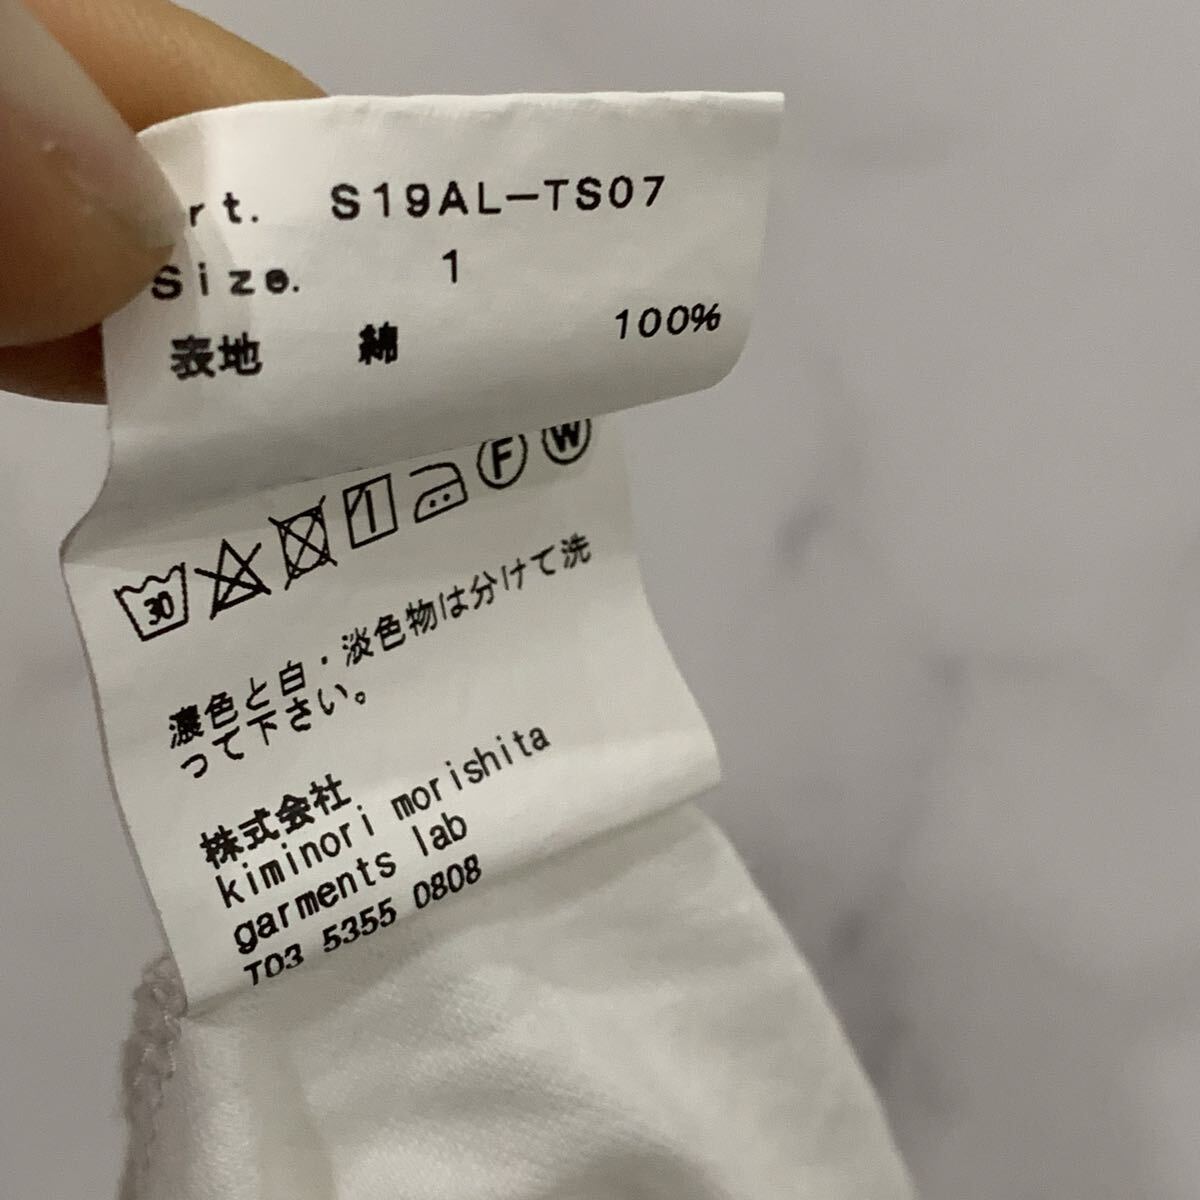 rt. S19AL-TS07
Size. 1
表地 綿 100%
30 F W
濃色と白・淡色物は分けて洗
って下さい。
株式会社
kiminori morishita
garments lab
T03 5355 0808